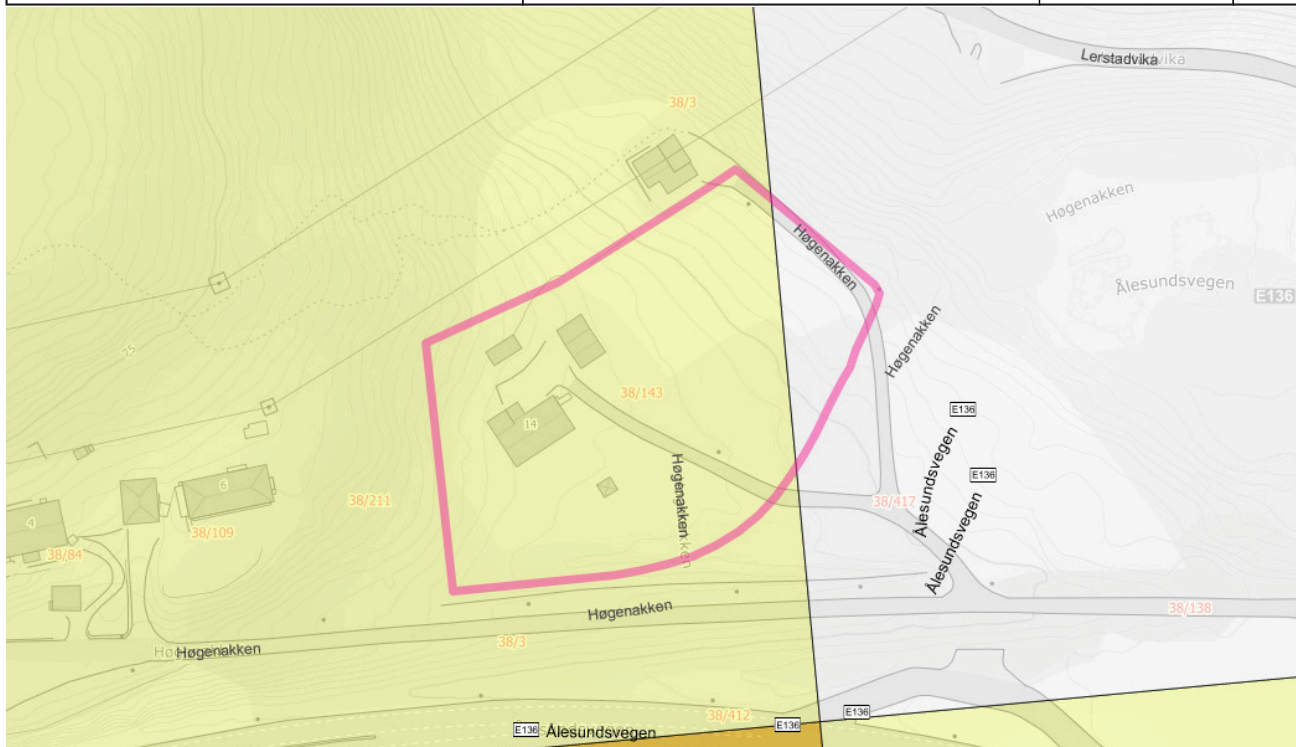 Lerstadvika
38/3
Høgenakken
Høgenakken
Ålesundsvegen
E136
75
Høgenakken
38/143
E136
14
Høgenakken
Ålesundsvegen
E136
6
38/211
38/417
4
38/109
Ålesundsvegen
38/84
Høgenakken
38/138
38/3
Høgenakken
38/412
E136
E136
E136
Ålesundsvegen